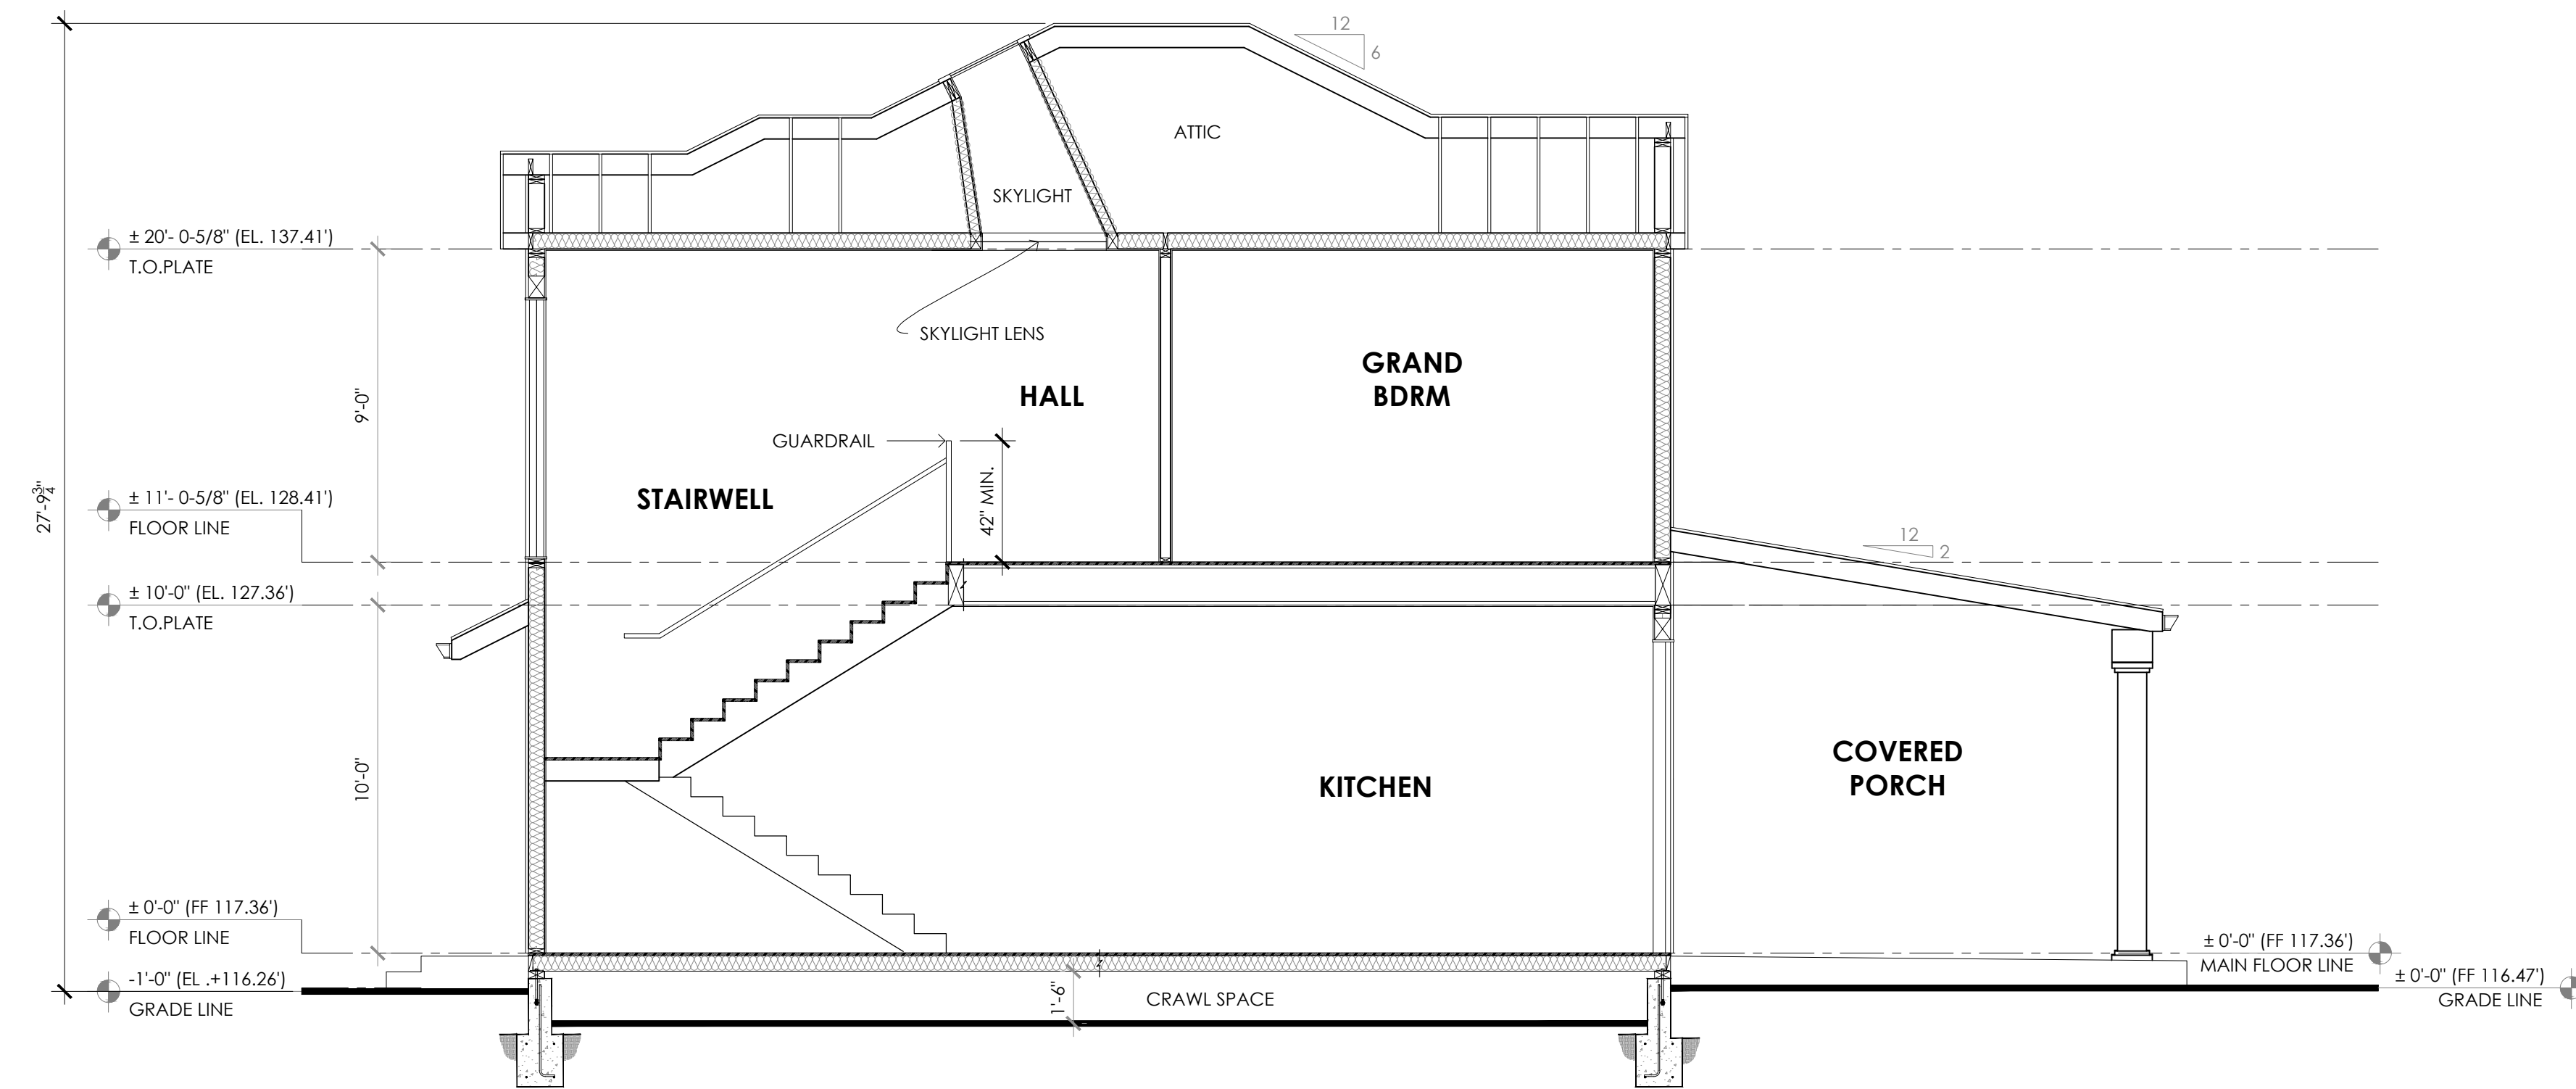 12
6
ATTIC
SKYLIGHT
± 20'- 0-5/8" (EL. 137.41')
T.O.PLATE
SKYLIGHT LENS
GRAND
BDRM
HALL
9'-0"
GUARDRAIL
42" MIN.
STAIRWELL
27'-9¾"
± 11'- 0-5/8" (EL. 128.41')
FLOOR LINE
12
2
± 10'-0" (EL. 127.36')
T.O.PLATE
10'-0"
KITCHEN
COVERED
PORCH
± 0'-0" (FF 117.36')
FLOOR LINE
± 0'-0" (FF 117.36')
MAIN FLOOR LINE
-1'-0" (EL .+116.26')
GRADE LINE
1'-6"
CRAWL SPACE
± 0'-0" (FF 116.47')
GRADE LINE